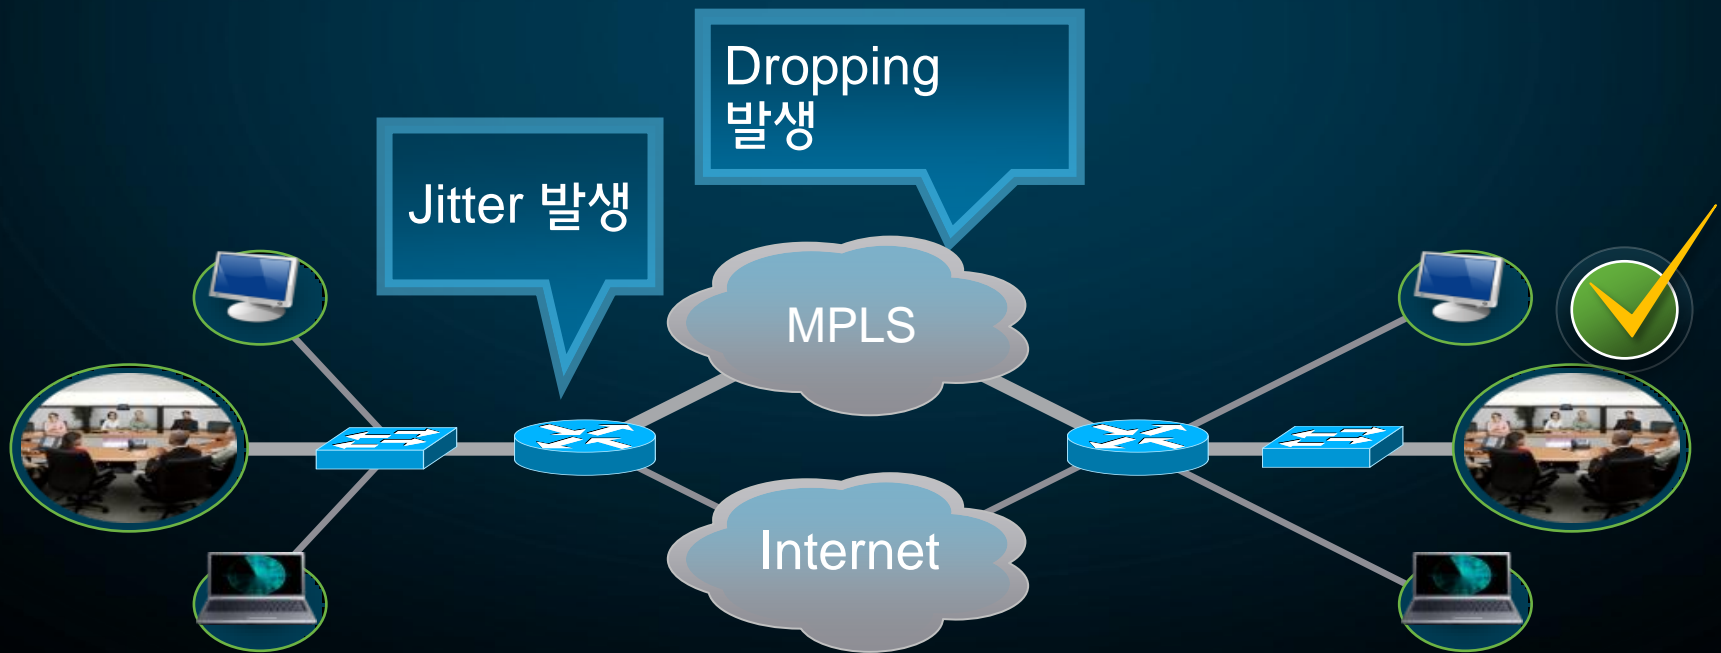 Dropping
발생
Jitter 발생
MPLS
Internet